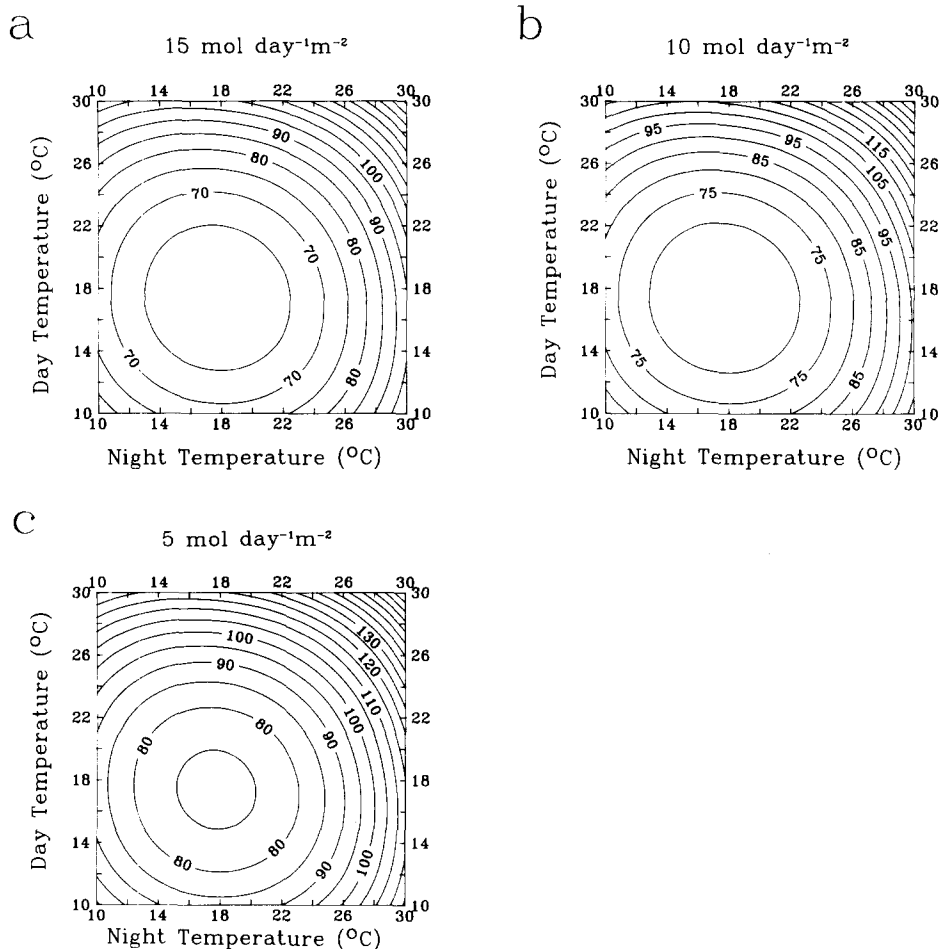 a
15 mol day⁻¹m⁻²
10 14 18 22 26 30
30 26 22 18 14 10
90
80
100
70
90
80
70
70
70
80
30 26 22 18 14 10
10 14 18 22 26 30
Day Temperature (°C)
Night Temperature (°C)
b
10 mol day⁻¹m⁻²
10 14 18 22 26 30
30 26 22 18 14 10
95
95
115
85
105
75
95
85
75
75
75
85
30 26 22 18 14 10
10 14 18 22 26 30
Day Temperature (°C)
Night Temperature (°C)
c
5 mol day⁻¹m⁻²
10 14 18 22 26 30
30 26 22 18 14 10
100
130
90
120
110
80
80
100
90
80
80
90
100
30 26 22 18 14 10
10 14 18 22 26 30
Day Temperature (°C)
Night Temperature (°C)